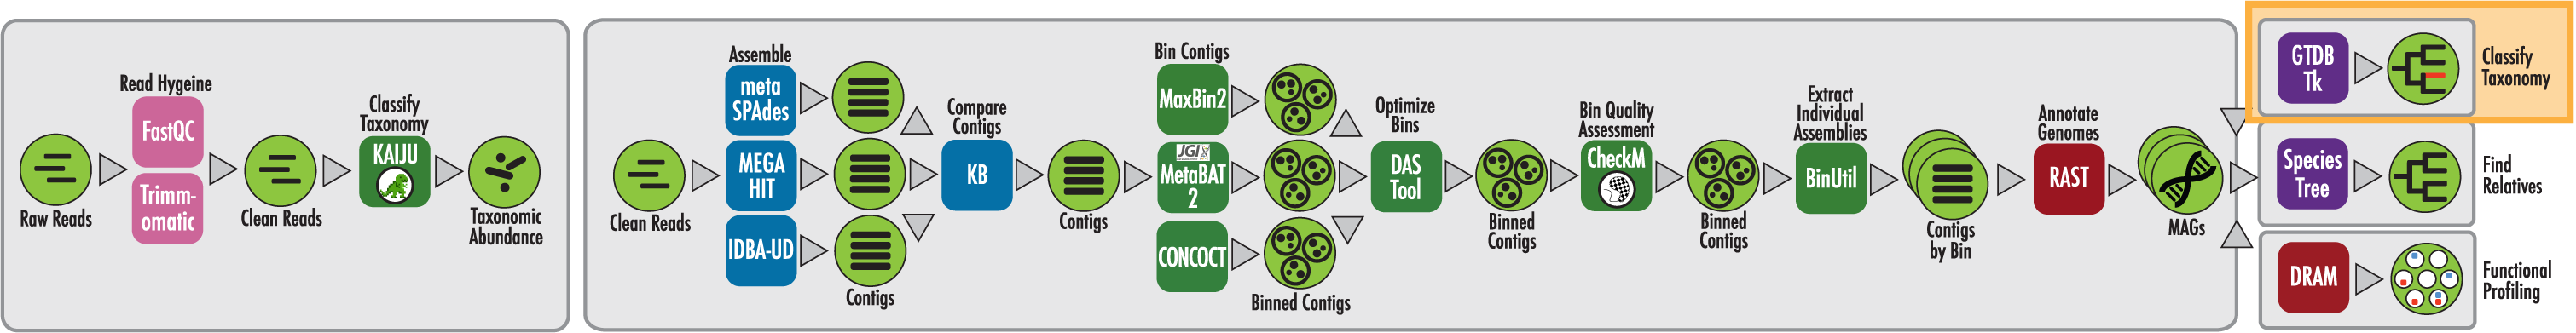 Raw Reads
Read Hygeine
FastQC
Trimm-
omatic
Clean Reads
Classify
Taxonomy
KAIJU
Taxonomic
Abundance
Clean Reads
Assemble
meta
SPAdes
MEGA
HIT
IDBA-UD
Contigs
Compare
Contigs
KB
Contigs
Bin Contigs
MaxBin2
JGI
MetaBAT
2
CONCOCT
Binned Contigs
Optimize
Bins
DAS
Tool
Binned
Contigs
Bin Quality
Assessment
CheckM
Binned
Contigs
Extract
Individual
Assemblies
BinUtil
Contigs
by Bin
Annotate
Genomes
RAST
MAGs
GTDB
Tk
Classify
Taxonomy
Species
Tree
Find
Relatives
DRAM
Functional
Profiling